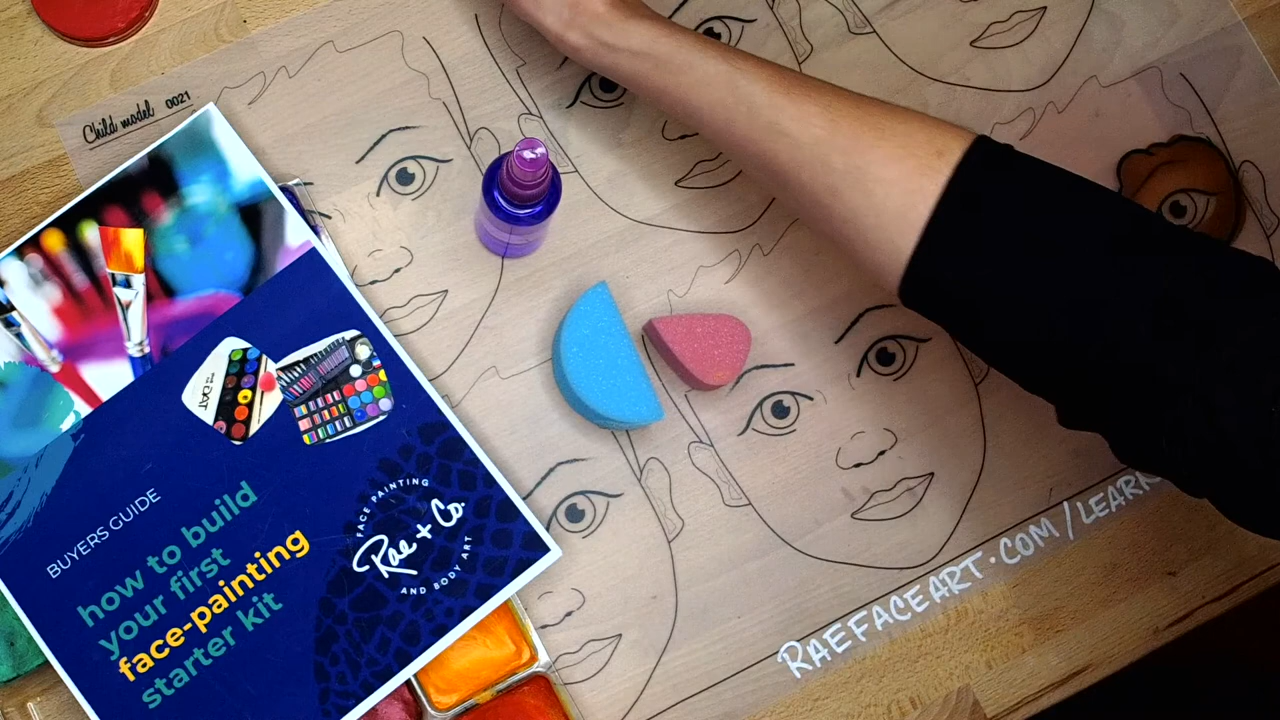 Child model 0021
BUYERS GUIDE
how to build
your first
face-painting
starter kit
FACE PAINTING
Rae + Co.
AND BODY ART
RAEFACEART.COM/LEARN